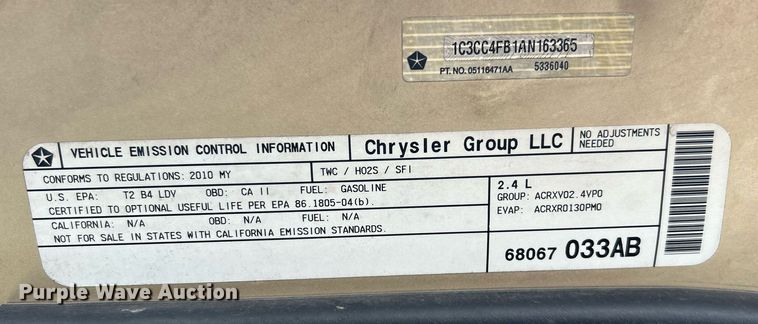 1C3CC4FB1AN163365
PT. NO. 05116471AA 5336040
VEHICLE EMISSION CONTROL INFORMATION Chrysler Group LLC NO ADJUSTMENTS NEEDED
CONFORMS TO REGULATIONS: 2010 MY TWC / HO2S / SFI
U.S. EPA: T2 B4 LDV OBD: CA II FUEL: GASOLINE
CERTIFIED TO OPTIONAL USEFUL LIFE PER EPA 86.1805-04(b).
CALIFORNIA: N/A OBD: N/A FUEL: N/A
NOT FOR SALE IN STATES WITH CALIFORNIA EMISSION STANDARDS.
2.4 L
GROUP: ACRXV02.4VP0
EVAP: ACRXR0130PM0
68067 033AB
Purple Wave Auction